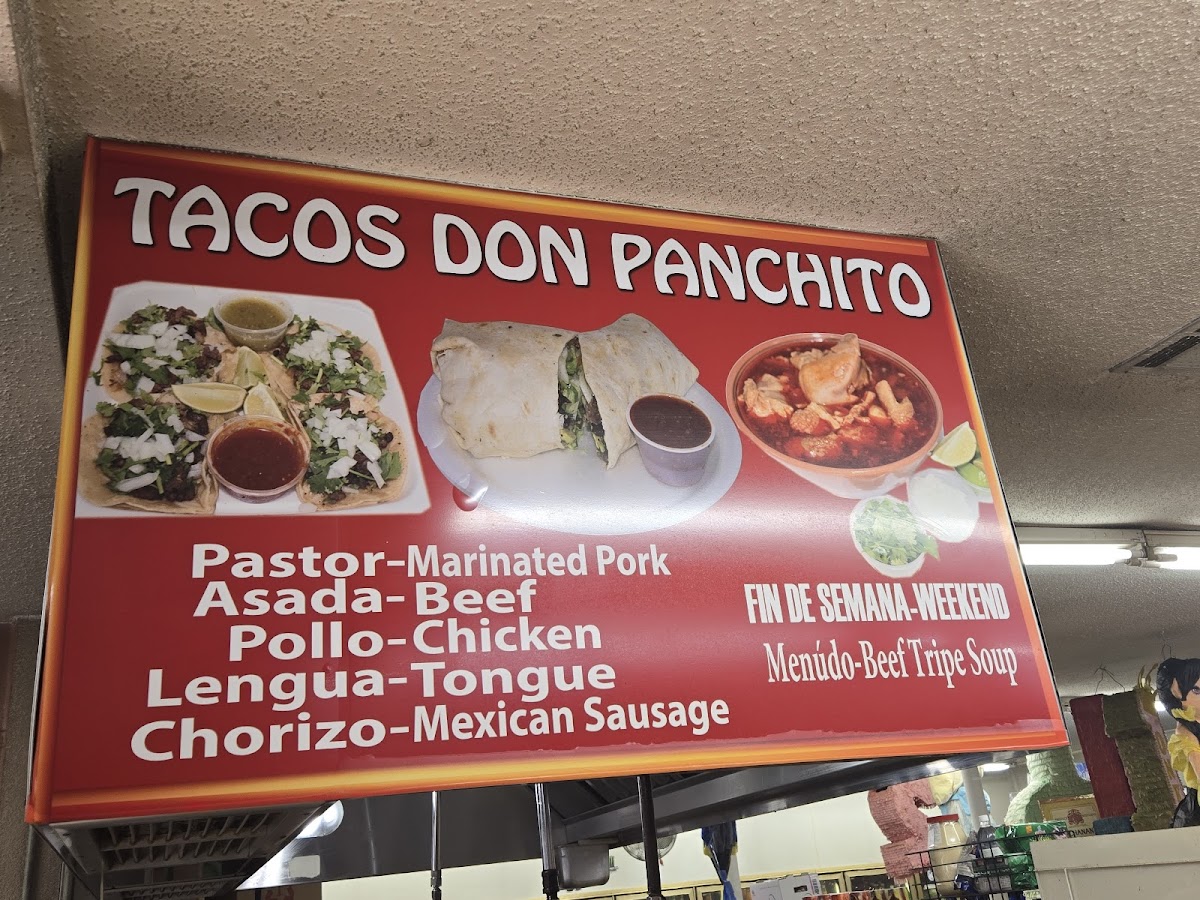 TACOS DON PANCHITO
Pastor-Marinated Pork
Asada-Beef
Pollo-Chicken
Lengua-Tongue
Chorizo-Mexican Sausage
FIN DE SEMANA-WEEKEND
Menúdo-Beef Tripe Soup